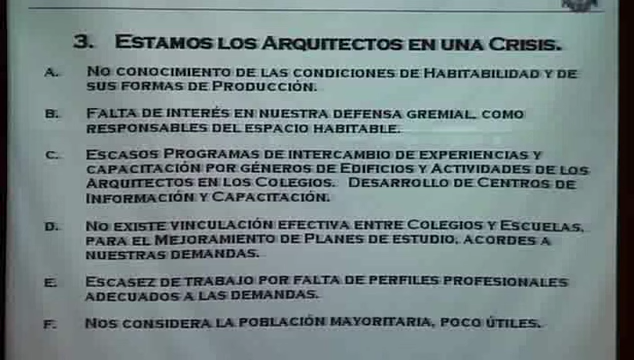 3. ESTAMOS LOS ARQUITECTOS EN UNA CRISIS.
A. NO CONOCIMIENTO DE LAS CONDICIONES DE HABITABILIDAD Y DE
SUS FORMAS DE PRODUCCIÓN.
B. FALTA DE INTERÉS EN NUESTRA DEFENSA GREMIAL, COMO
RESPONSABLES DEL ESPACIO HABITABLE.
C. ESCASOS PROGRAMAS DE INTERCAMBIO DE EXPERIENCIAS Y
CAPACITACIÓN POR GÉNEROS DE EDIFICIOS Y ACTIVIDADES DE LOS
ARQUITECTOS EN LOS COLEGIOS. DESARROLLO DE CENTROS DE
INFORMACIÓN Y CAPACITACIÓN.
D. NO EXISTE VINCULACIÓN EFECTIVA ENTRE COLEGIOS Y ESCUELAS,
PARA EL MEJORAMIENTO DE PLANES DE ESTUDIO, ACORDES A
NUESTRAS DEMANDAS.
E. ESCASEZ DE TRABAJO POR FALTA DE PERFILES PROFESIONALES
ADECUADOS A LAS DEMANDAS.
F. NOS CONSIDERA LA POBLACIÓN MAYORITARIA, POCO ÚTILES.